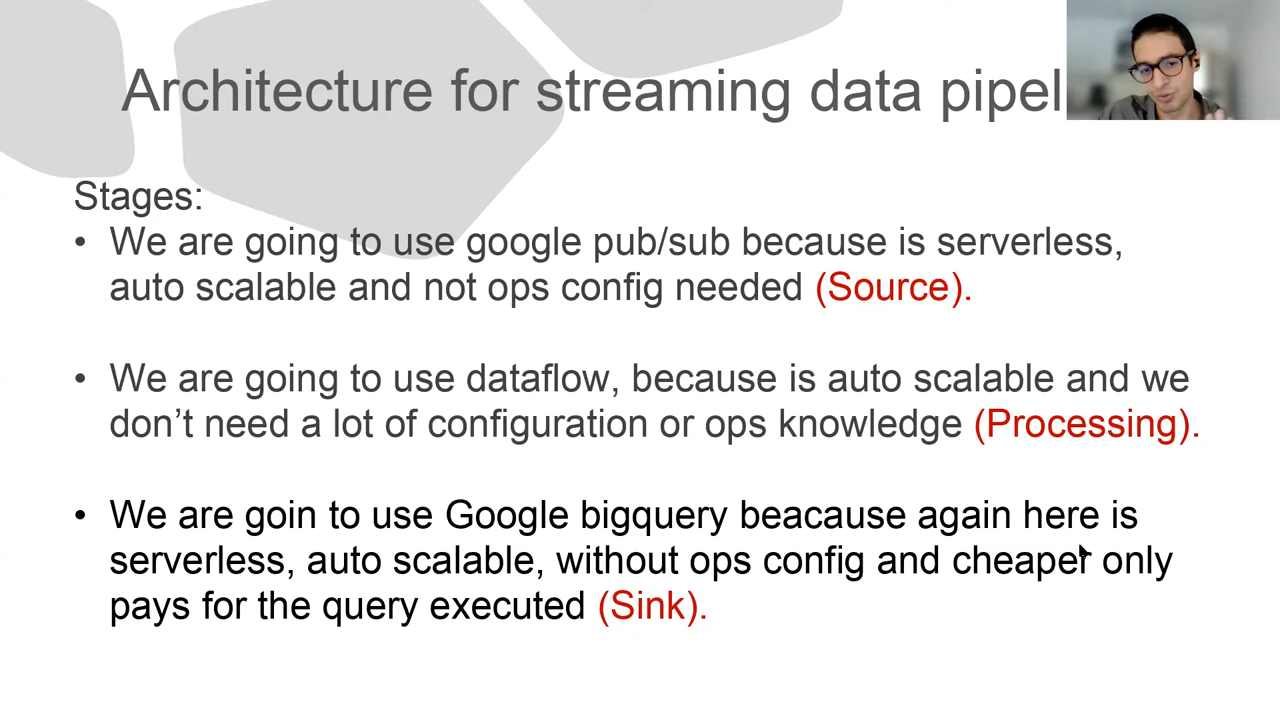 Architecture for streaming data pipel
Stages:
• We are going to use google pub/sub because is serverless,
auto scalable and not ops config needed (Source).
• We are going to use dataflow, because is auto scalable and we
don’t need a lot of configuration or ops knowledge (Processing).
• We are goin to use Google bigquery beacause again here is
serverless, auto scalable, without ops config and cheaper only
pays for the query executed (Sink).